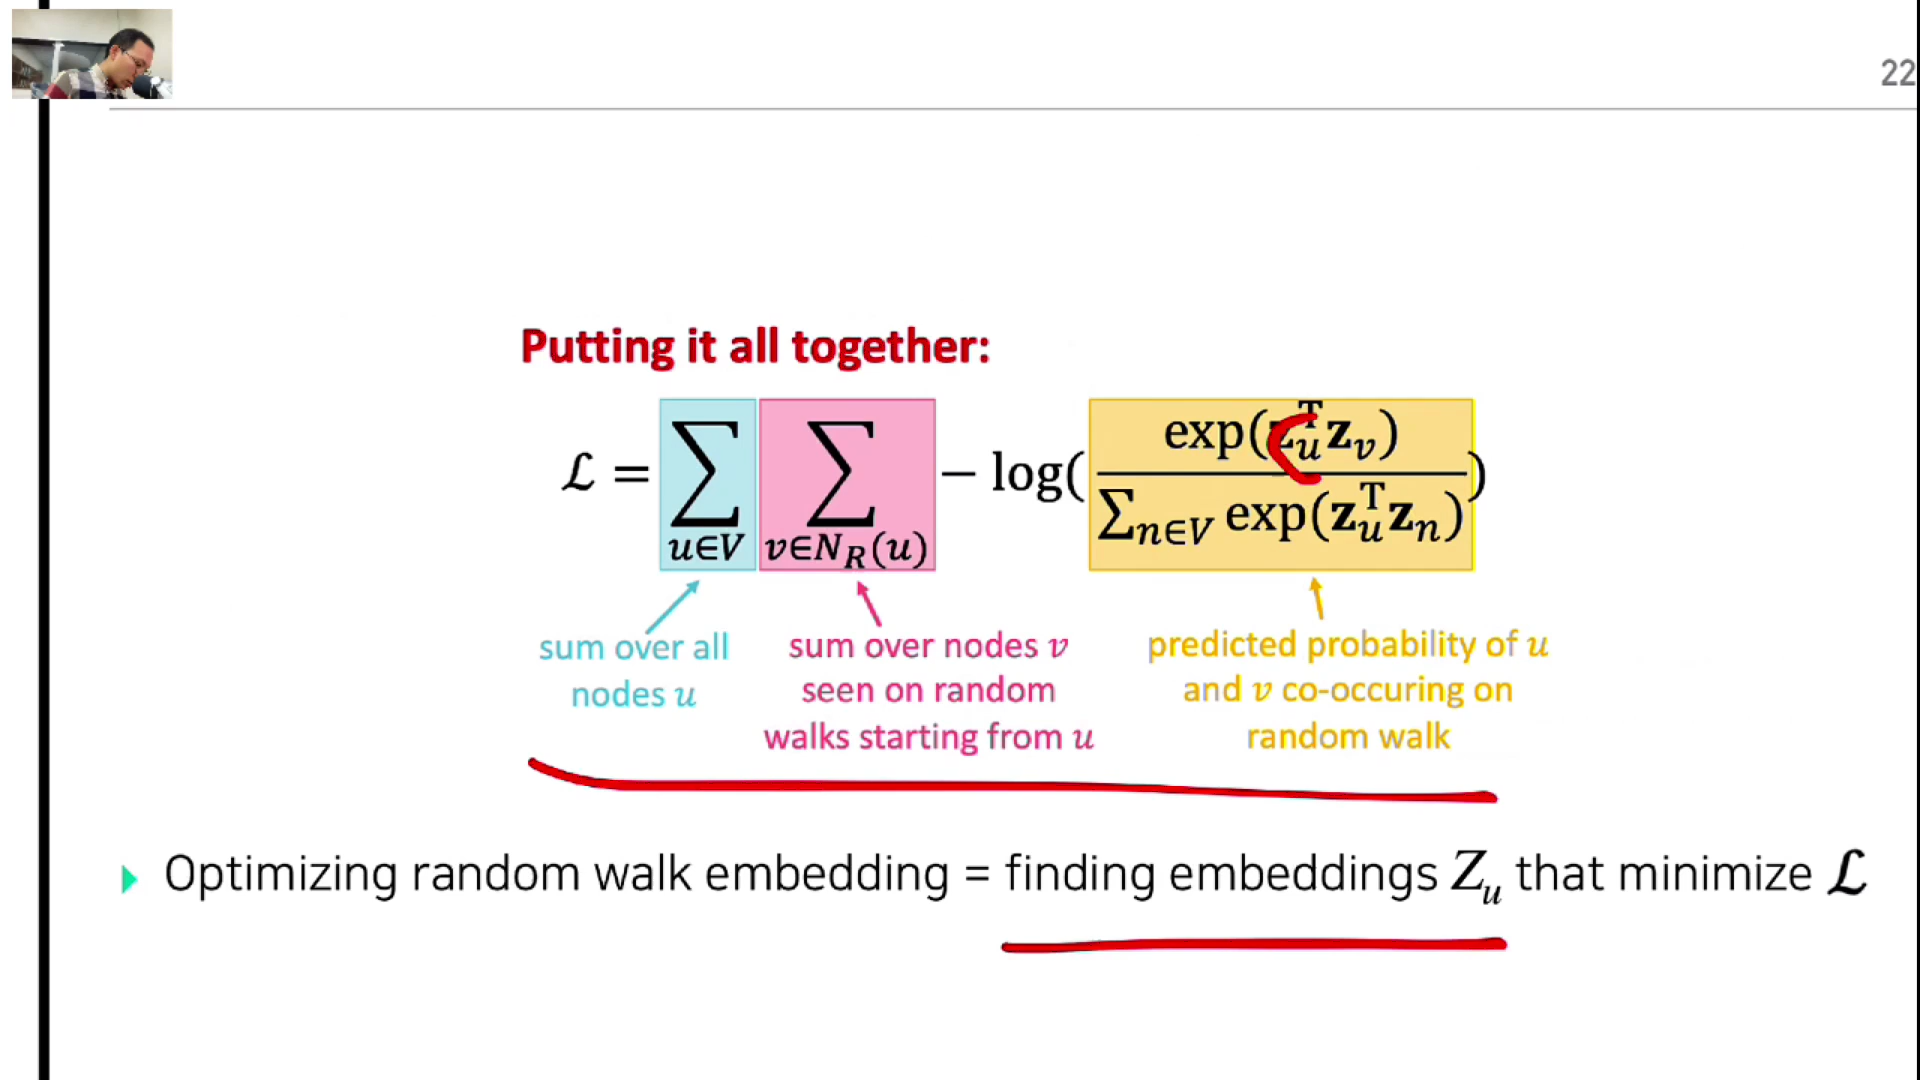 22
Putting it all together:
ℒ = ∑_{u∈V} ∑_{v∈N_R(u)} − log( exp(𝐳_u^T 𝐳_v) / ∑_{n∈V} exp(𝐳_u^T 𝐳_n) )
sum over all
nodes u
sum over nodes v
seen on random
walks starting from u
predicted probability of u
and v co-occuring on
random walk
Optimizing random walk embedding = finding embeddings Z_u that minimize ℒ